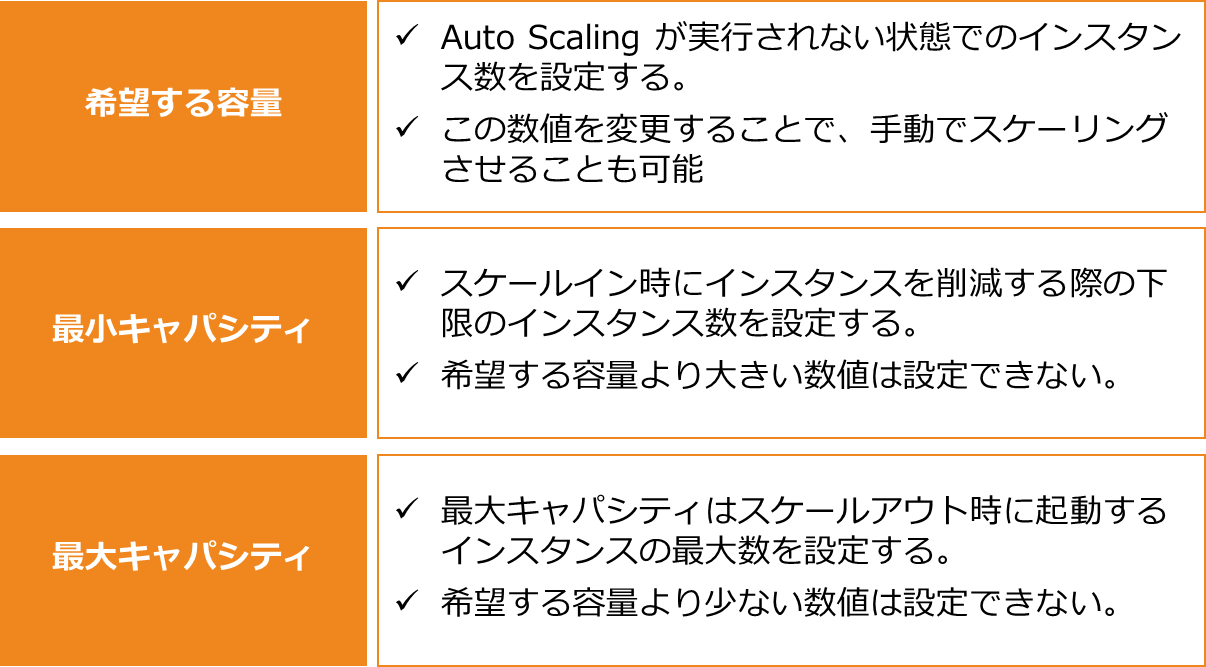 希望する容量
✓ Auto Scaling が実行されない状態でのインスタン
ス数を設定する。
✓ この数値を変更することで、手動でスケーリング
させることも可能
最小キャパシティ
✓ スケールイン時にインスタンスを削減する際の下
限のインスタンス数を設定する。
✓ 希望する容量より大きい数値は設定できない。
最大キャパシティ
✓ 最大キャパシティはスケールアウト時に起動する
インスタンスの最大数を設定する。
✓ 希望する容量より少ない数値は設定できない。